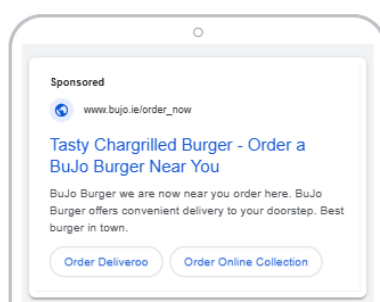 Sponsored
www.bujo.ie/order_now
Tasty Chargrilled Burger - Order a
BuJo Burger Near You
BuJo Burger we are now near you order here. BuJo
Burger offers convenient delivery to your doorstep. Best
burger in town.
Order Deliveroo
Order Online Collection